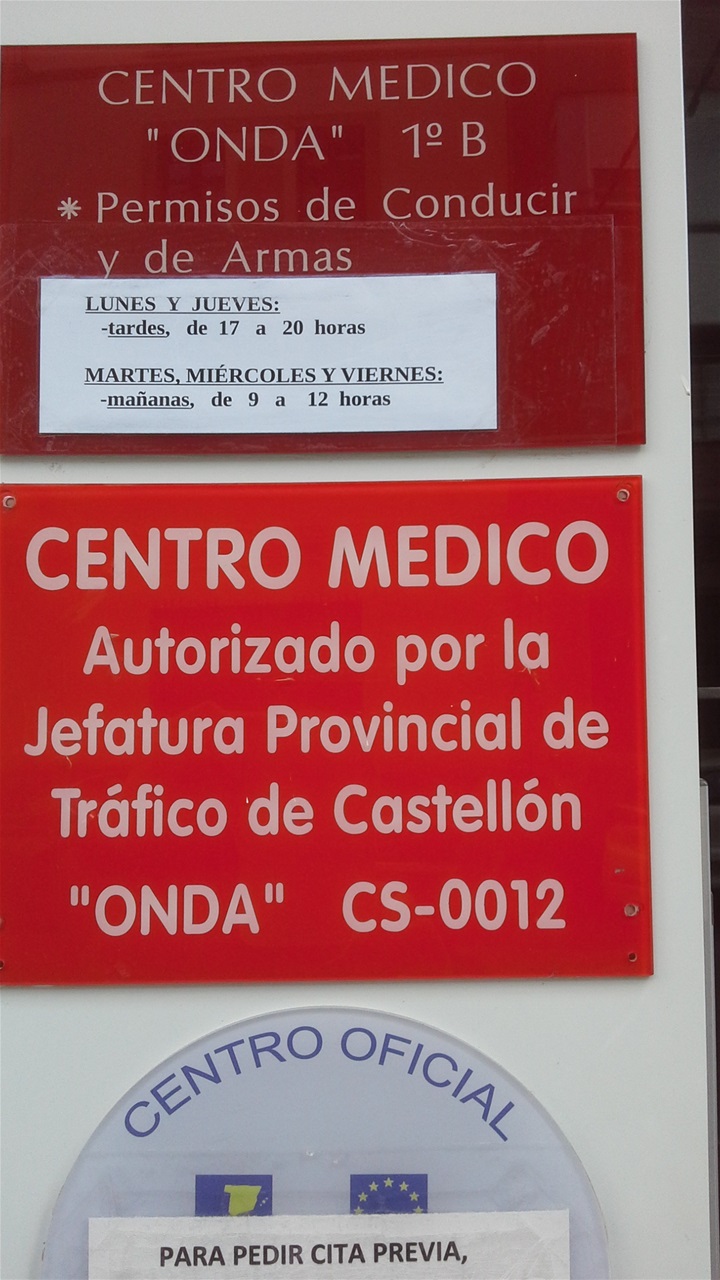 CENTRO MEDICO
"ONDA" 1º B
* Permisos de Conducir
y de Armas
LUNES Y JUEVES:
-tardes, de 17 a 20 horas
MARTES, MIÉRCOLES Y VIERNES:
-mañanas, de 9 a 12 horas
CENTRO MEDICO
Autorizado por la
Jefatura Provincial de
Tráfico de Castellón
"ONDA" CS-0012
CENTRO OFICIAL
PARA PEDIR CITA PREVIA,